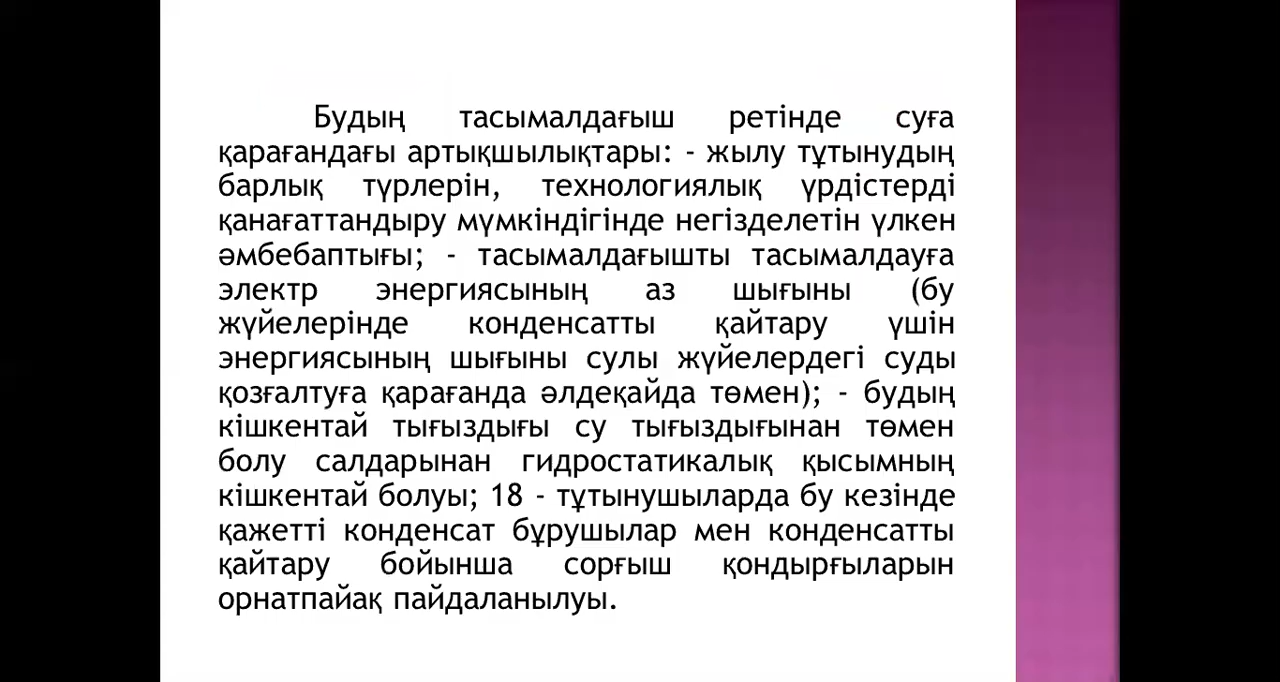 Будың тасымалдағыш ретінде суға
қарағандағы артықшылықтары: - жылу тұтынудың
барлық түрлерін, технологиялық үрдістерді
қанағаттандыру мүмкіндігінде негізделетін үлкен
әмбебаптығы; - тасымалдағышты тасымалдауға
электр энергиясының аз шығыны (бу
жүйелерінде конденсатты қайтару үшін
энергиясының шығыны сулы жүйелердегі суды
қозғалтуға қарағанда әлдеқайда төмен); - будың
кішкентай тығыздығы су тығыздығынан төмен
болу салдарынан гидростатикалық қысымның
кішкентай болуы; 18 - тұтынушыларда бу кезінде
қажетті конденсат бұрушылар мен конденсатты
қайтару бойынша сорғыш қондырғыларын
орнатпайақ пайдаланылуы.